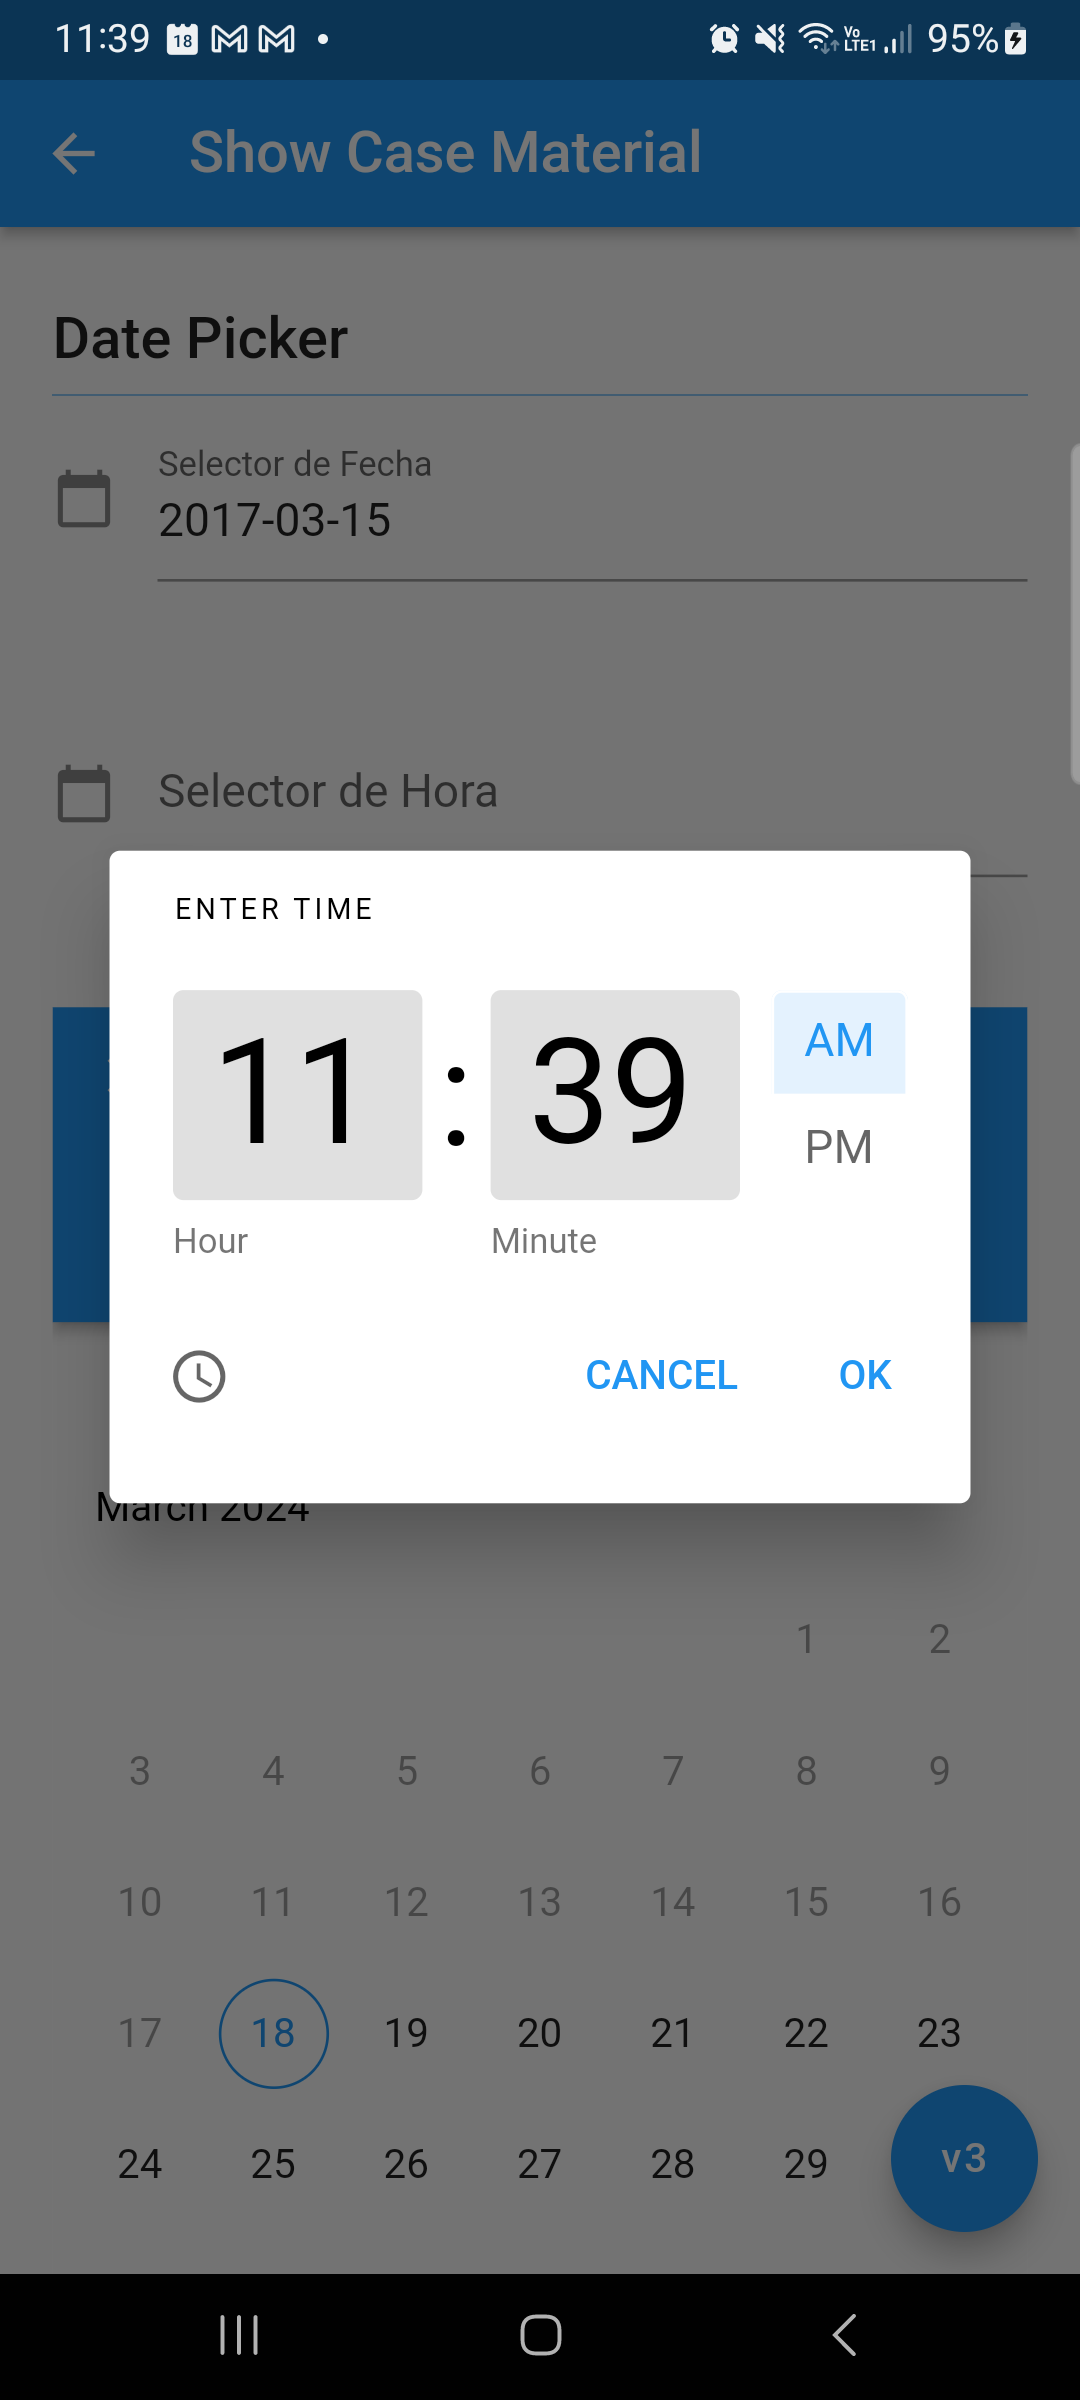 11:39 18 Vo LTE1 95%
Show Case Material
Date Picker
Selector de Fecha
2017-03-15
Selector de Hora
ENTER TIME
11 : 39 AM
PM
Hour Minute
CANCEL OK
March 2024
1 2
3 4 5 6 7 8 9
10 11 12 13 14 15 16
17 18 19 20 21 22 23
24 25 26 27 28 29
v3